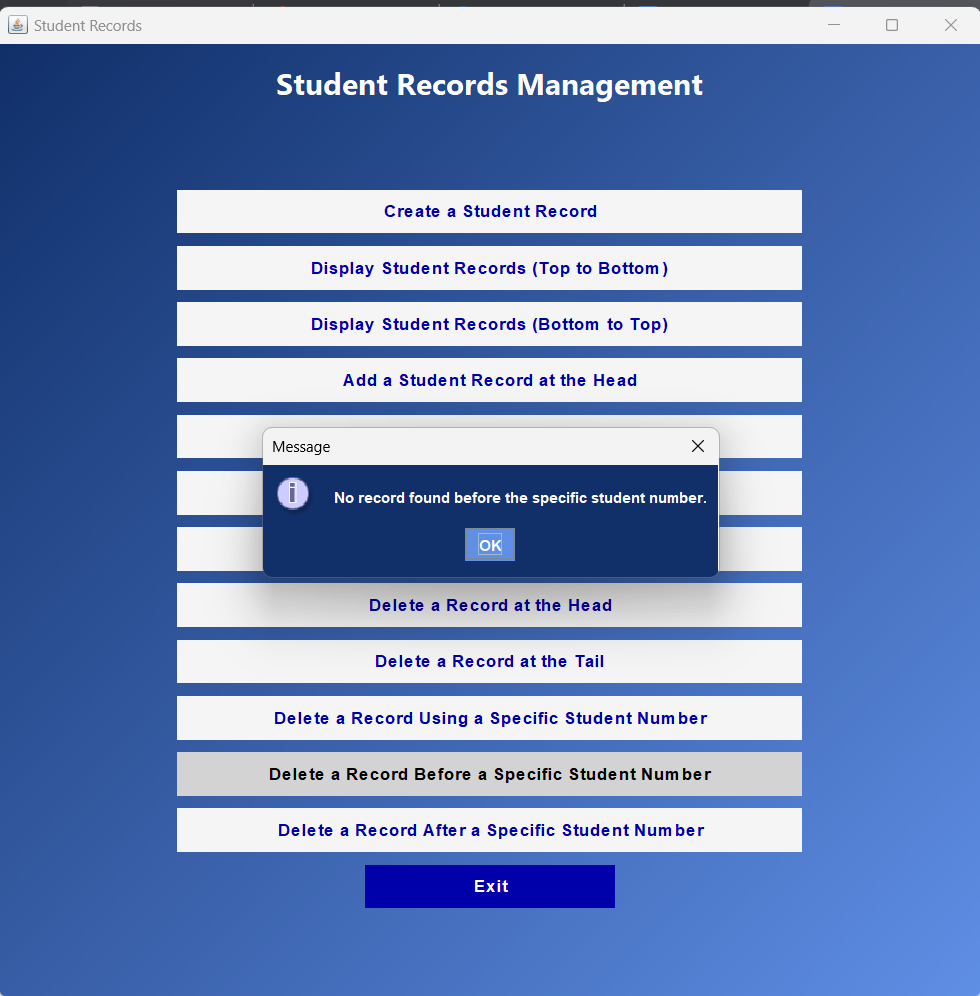 Student Records
Student Records Management
Create a Student Record
Display Student Records (Top to Bottom)
Display Student Records (Bottom to Top)
Add a Student Record at the Head
Message
No record found before the specific student number.
OK
Delete a Record at the Head
Delete a Record at the Tail
Delete a Record Using a Specific Student Number
Delete a Record Before a Specific Student Number
Delete a Record After a Specific Student Number
Exit